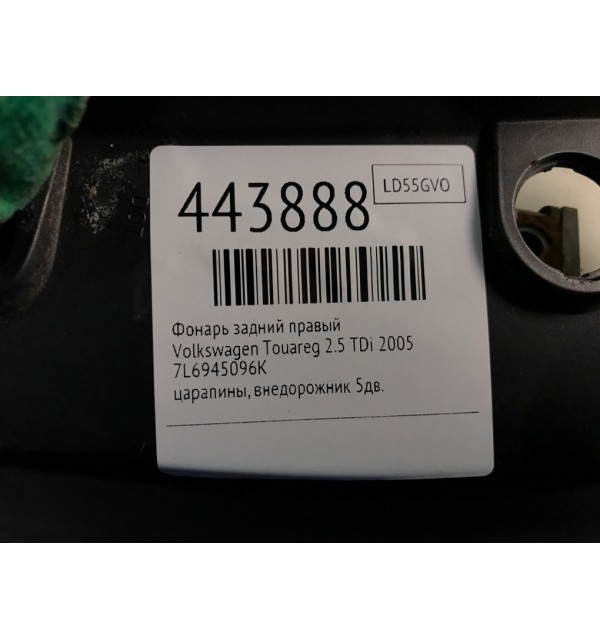 443888
LD55GVO
Фонарь задний правый
Volkswagen Touareg 2.5 TDi 2005
7L6945096K
царапины, внедорожник 5дв.